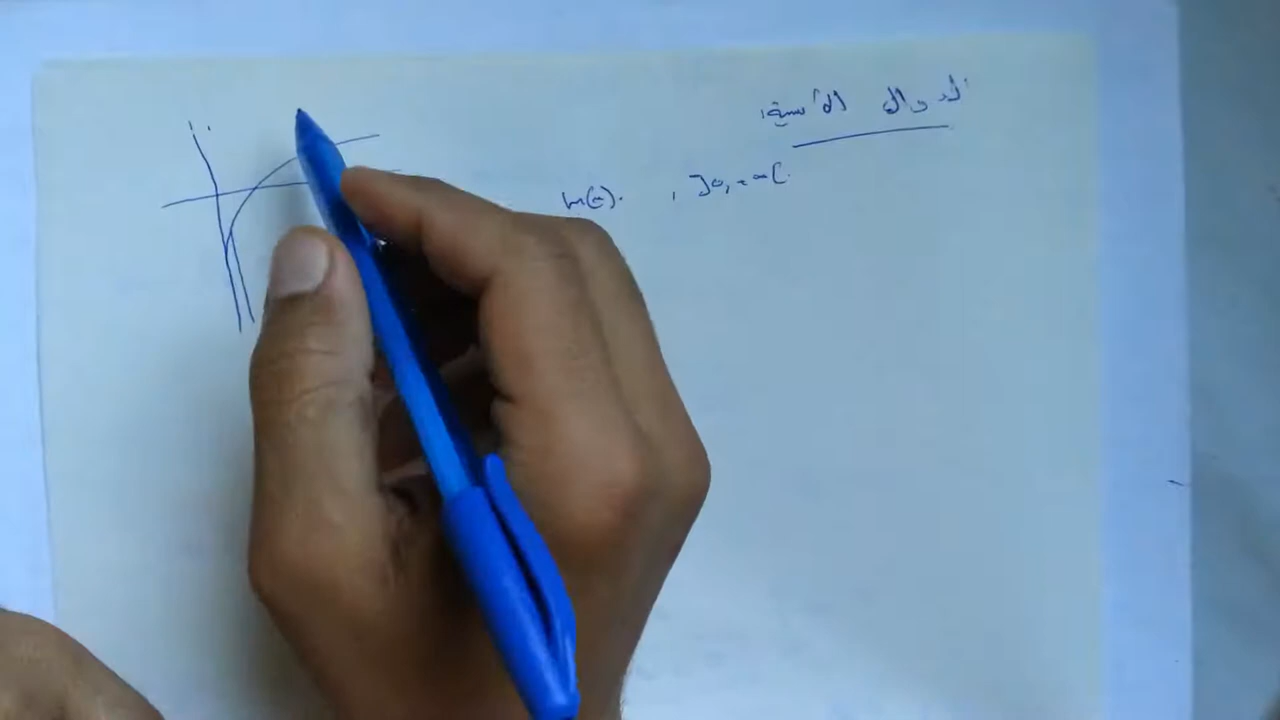 الدوال الأسية:
ln(x). , ]0, +∞[.